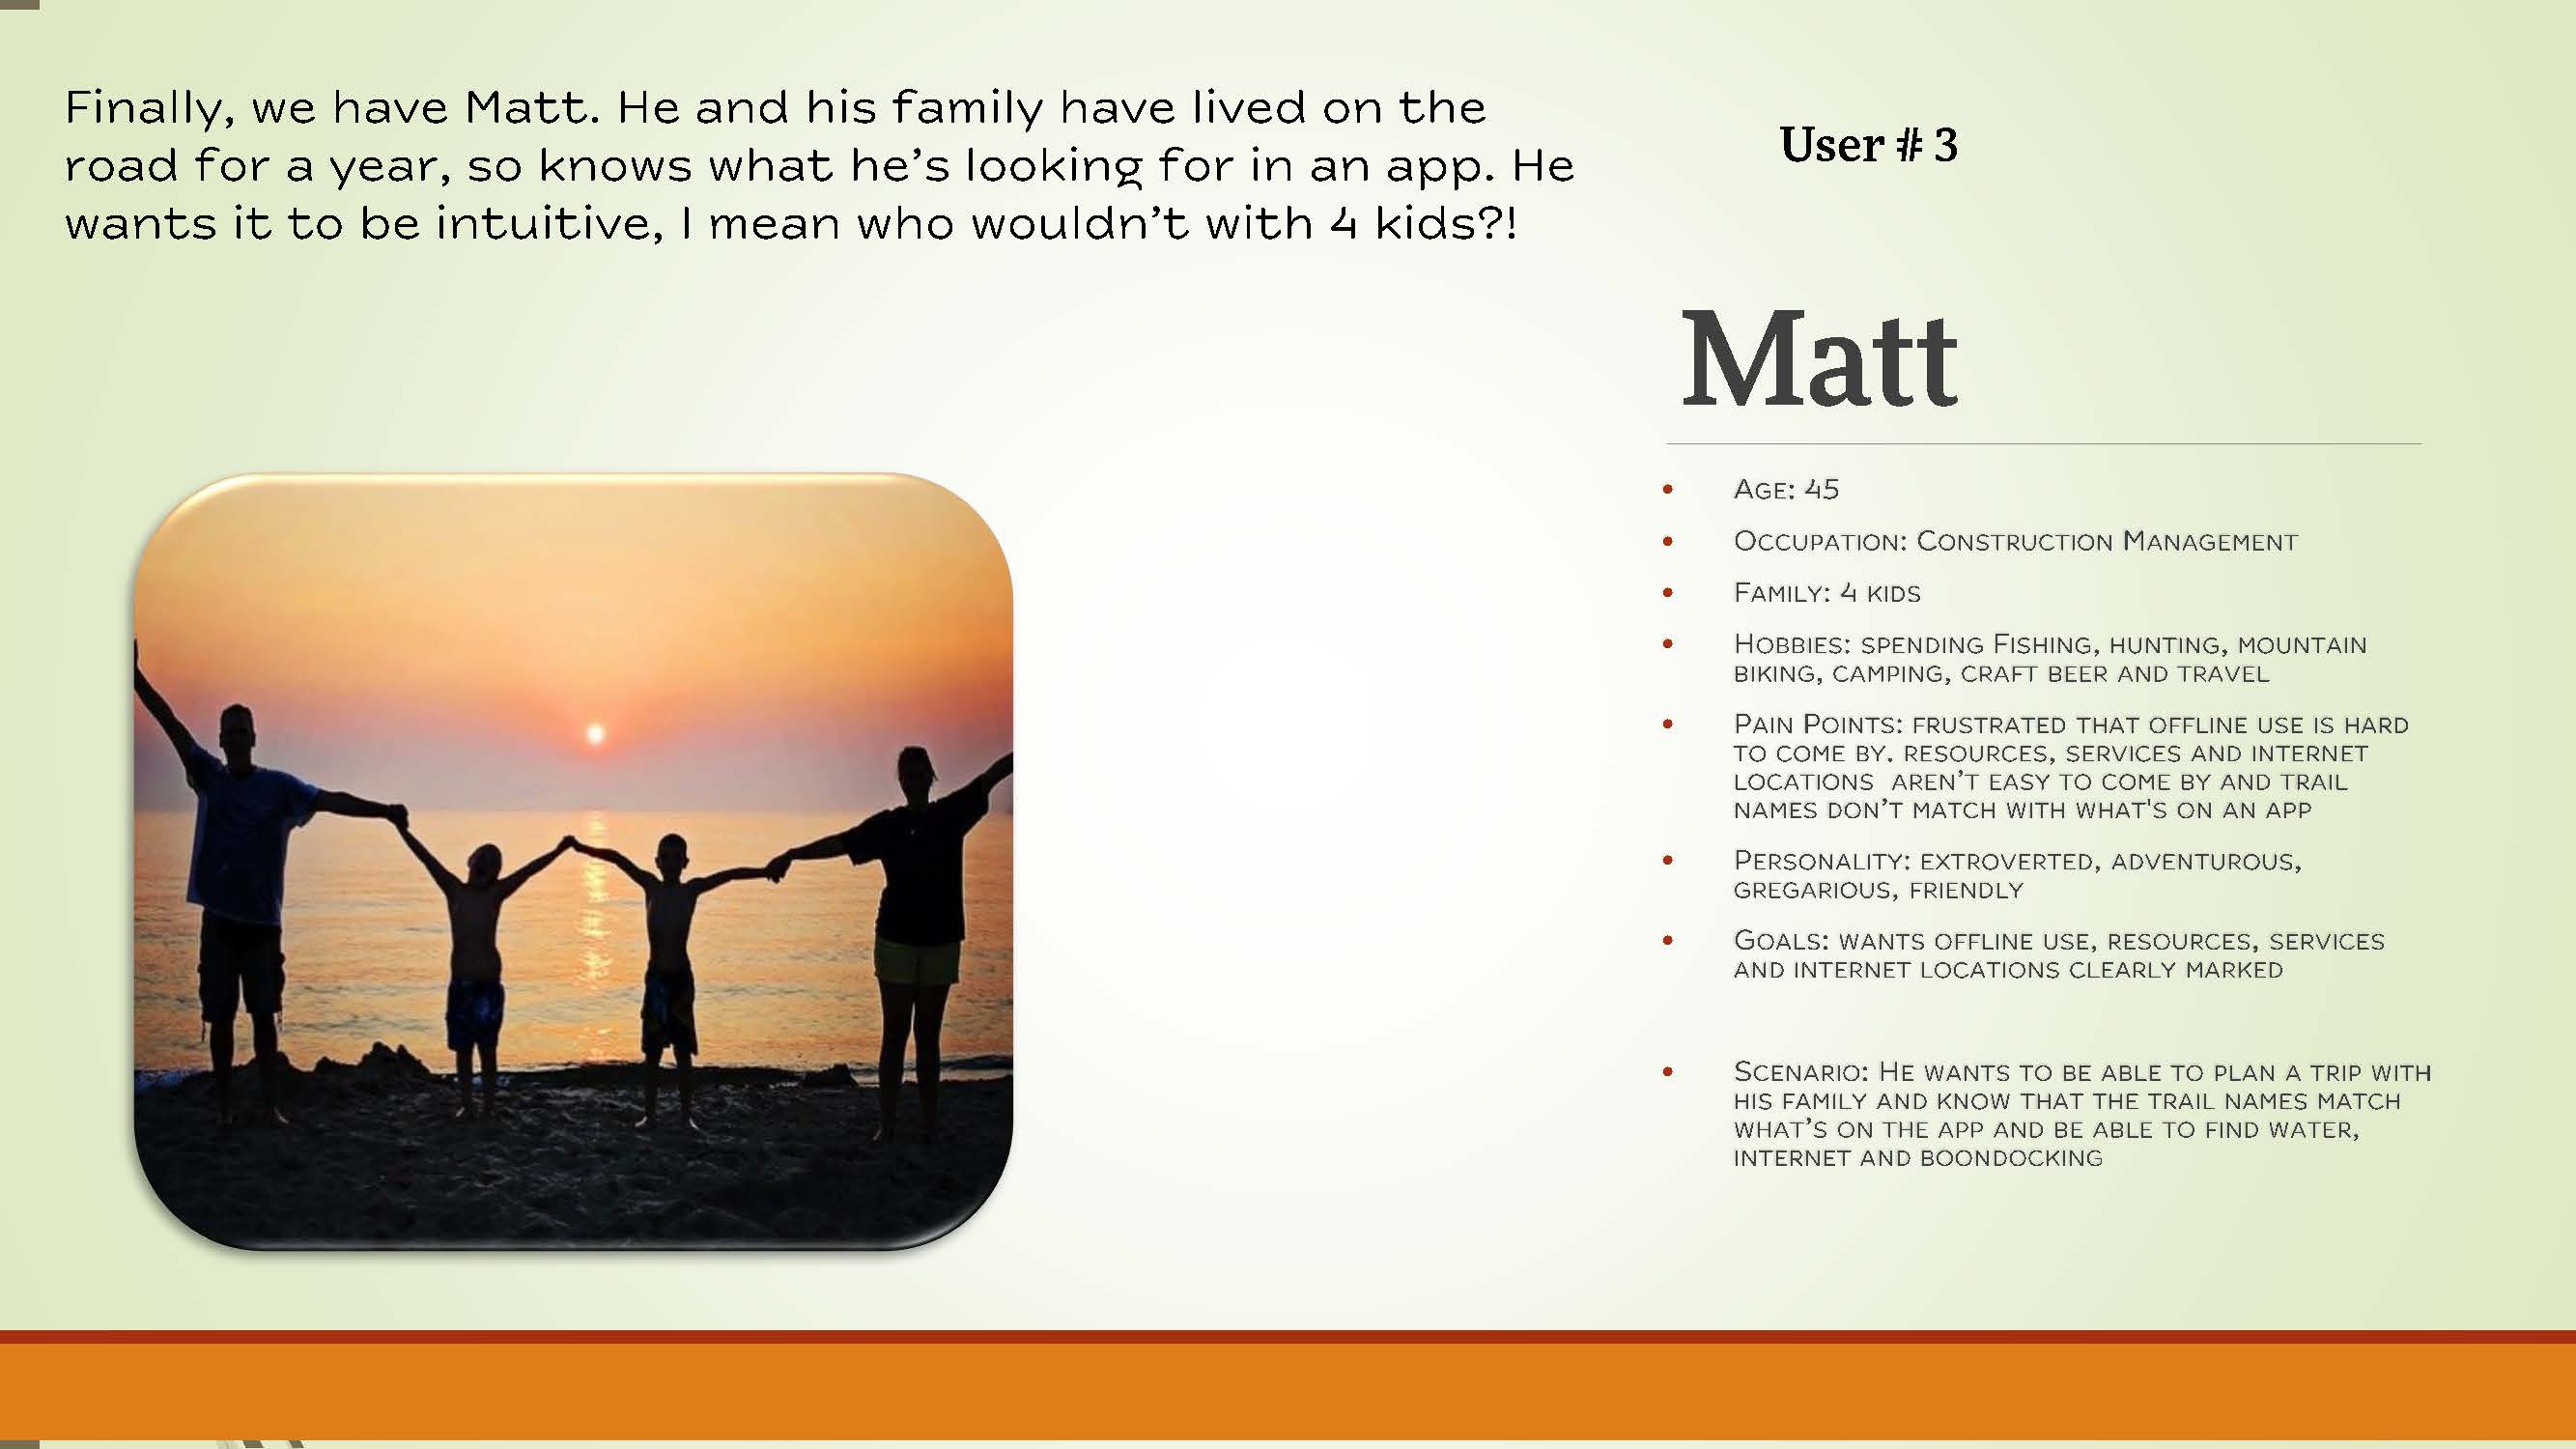 Finally, we have Matt. He and his family have lived on the
road for a year, so knows what he’s looking for in an app. He
wants it to be intuitive, I mean who wouldn’t with 4 kids?!
User # 3
Matt
• Age: 45
• Occupation: Construction Management
• Family: 4 kids
• Hobbies: spending Fishing, hunting, mountain
biking, camping, craft beer and travel
• Pain Points: frustrated that offline use is hard
to come by. resources, services and internet
locations  aren’t easy to come by and trail
names don’t match with what's on an app
• Personality: extroverted, adventurous,
gregarious, friendly
• Goals: wants offline use, resources, services
and internet locations clearly marked
• Scenario: He wants to be able to plan a trip with
his family and know that the trail names match
what’s on the app and be able to find water,
internet and boondocking